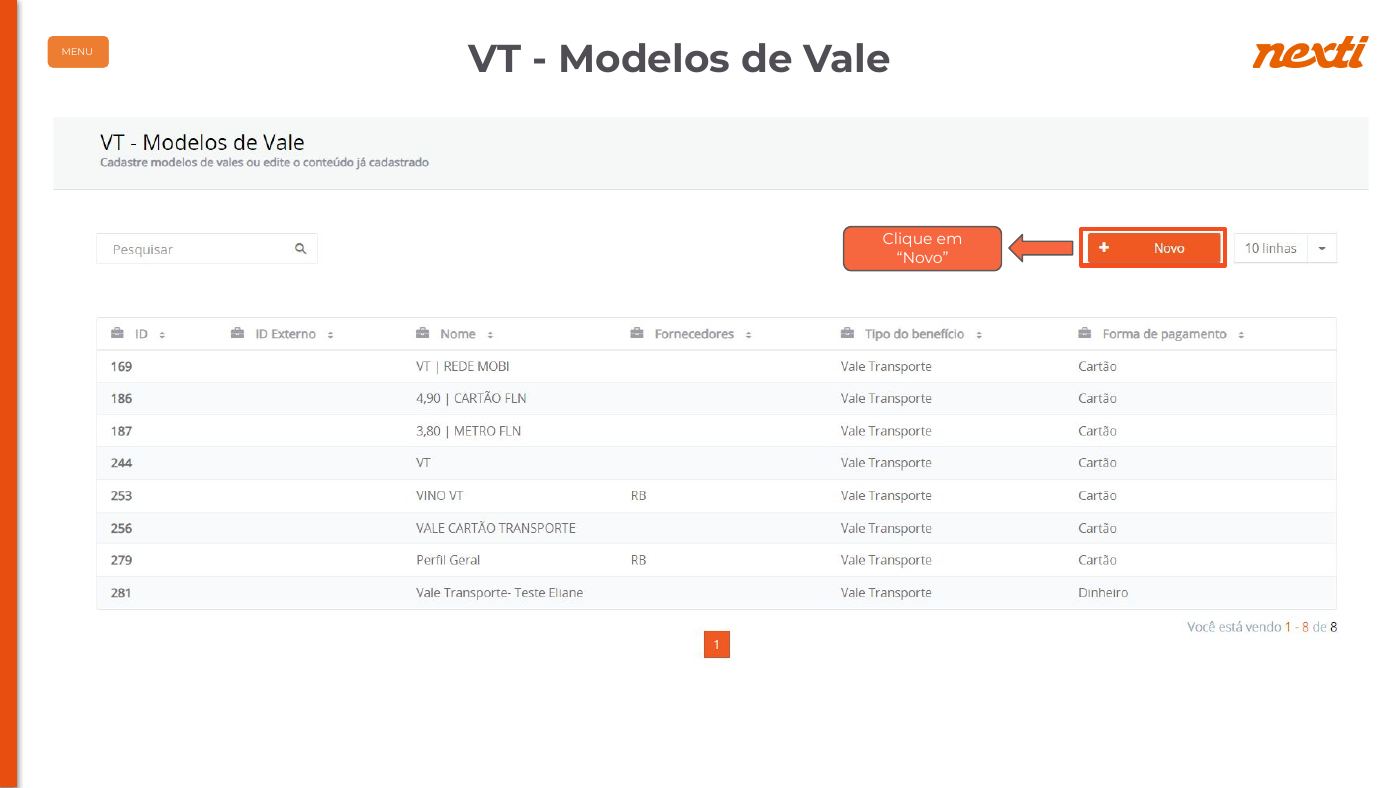 MENU
VT - Modelos de Vale
nexti
VT - Modelos de Vale
Cadastre modelos de vales ou edite o conteúdo já cadastrado
Pesquisar
Clique em
“Novo”
Novo
10 linhas
ID ID Externo Nome Fornecedores Tipo do benefício Forma de pagamento
169 VT | REDE MOBI Vale Transporte Cartão
186 4,90 | CARTÃO FLN Vale Transporte Cartão
187 3,80 | METRO FLN Vale Transporte Cartão
244 VT Vale Transporte Cartão
253 VINO VT RB Vale Transporte Cartão
256 VALE CARTÃO TRANSPORTE Vale Transporte Cartão
279 Perfil Geral RB Vale Transporte Cartão
281 Vale Transporte- Teste Eliane Vale Transporte Dinheiro
Você está vendo 1 - 8 de 8
1